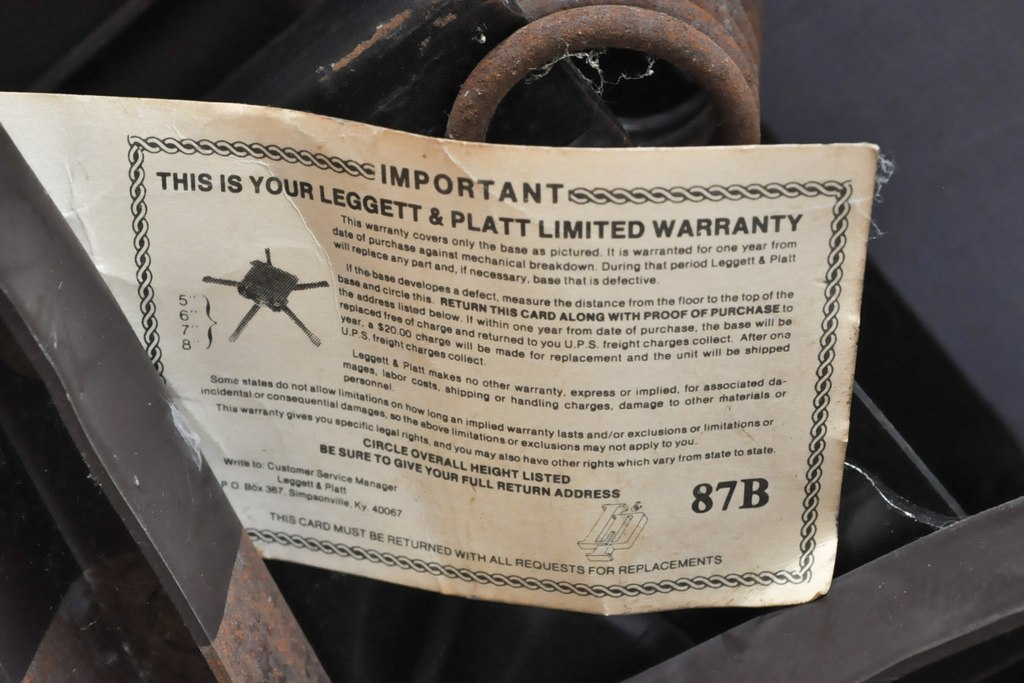 IMPORTANT
THIS IS YOUR LEGGETT & PLATT LIMITED WARRANTY
This warranty covers only the base as pictured. It is warranted for one year from
date of purchase against mechanical breakdown. During that period Leggett & Platt
will replace any part and, if necessary, base that is defective.
If the base developes a defect, measure the distance from the floor to the top of the
base and circle this. RETURN THIS CARD ALONG WITH PROOF OF PURCHASE to
the address listed below. If within one year from date of purchase, the base will be
replaced free of charge and returned to you U.P.S. freight charges collect. After one
year, a $20.00 charge will be made for replacement and the unit will be shipped
U.P.S. freight charges collect.
5"
6"
7"
8"
Leggett & Platt makes no other warranty, express or implied, for associated da-
mages, labor costs, shipping or handling charges, damage to other materials or
personnel.
Some states do not allow limitations on how long an implied warranty lasts and/or exclusions or limitations or
incidental or consequential damages, so the above limitations or exclusions may not apply to you.
This warranty gives you specific legal rights, and you may also have other rights which vary from state to state.
CIRCLE OVERALL HEIGHT LISTED
BE SURE TO GIVE YOUR FULL RETURN ADDRESS
Write to: Customer Service Manager
Leggett & Platt
P.O. Box 367, Simpsonville, Ky. 40067
87B
LP ®
THIS CARD MUST BE RETURNED WITH ALL REQUESTS FOR REPLACEMENTS